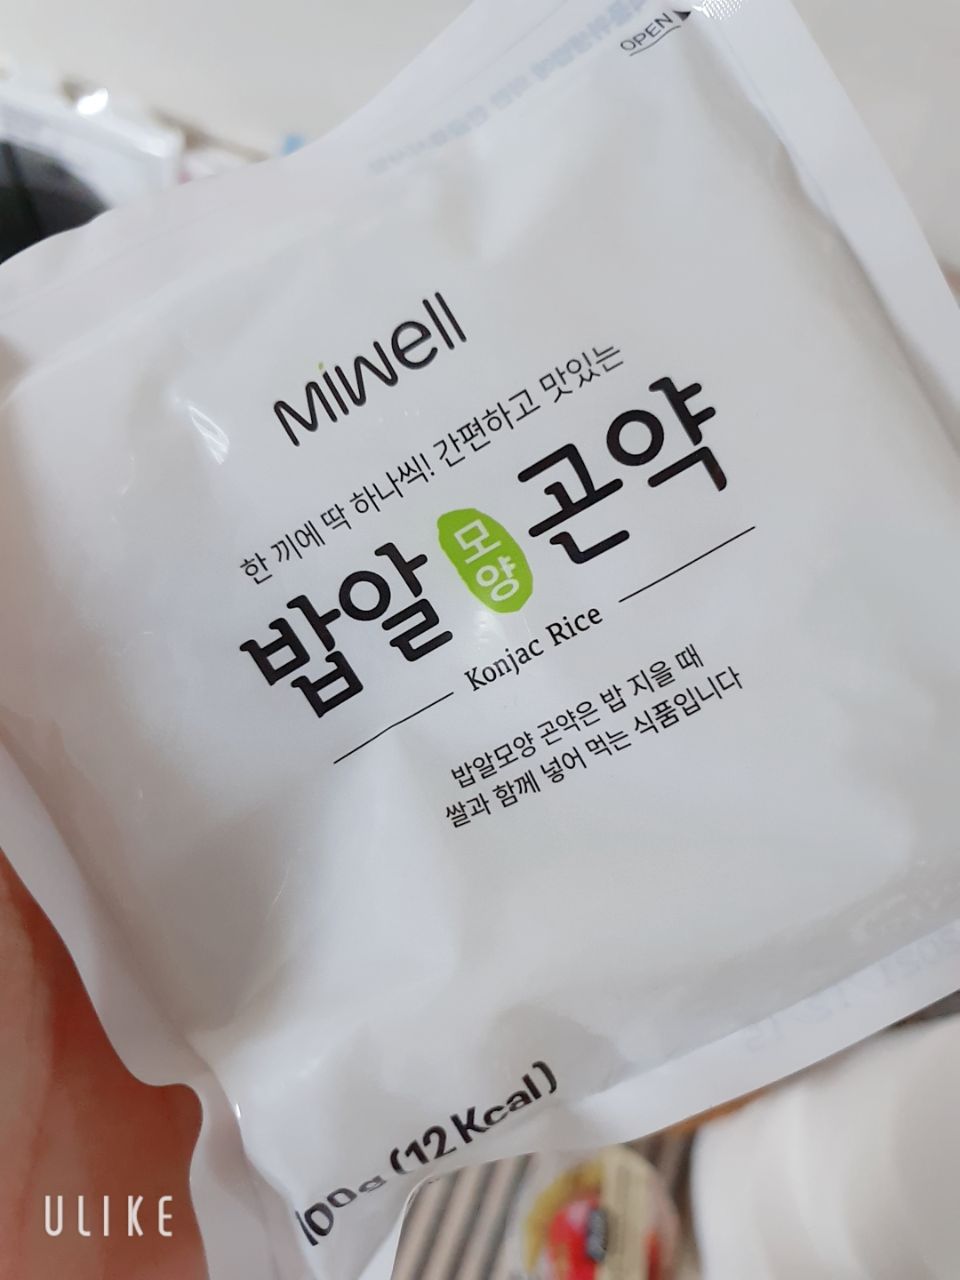 OPEN
Miwell
한 끼에 딱 하나씩! 간편하고 맛있는
밥알모양곤약
Konjac Rice
밥알모양 곤약은 밥 지을 때
쌀과 함께 넣어 먹는 식품입니다
100g (12 Kcal)
ULIKE